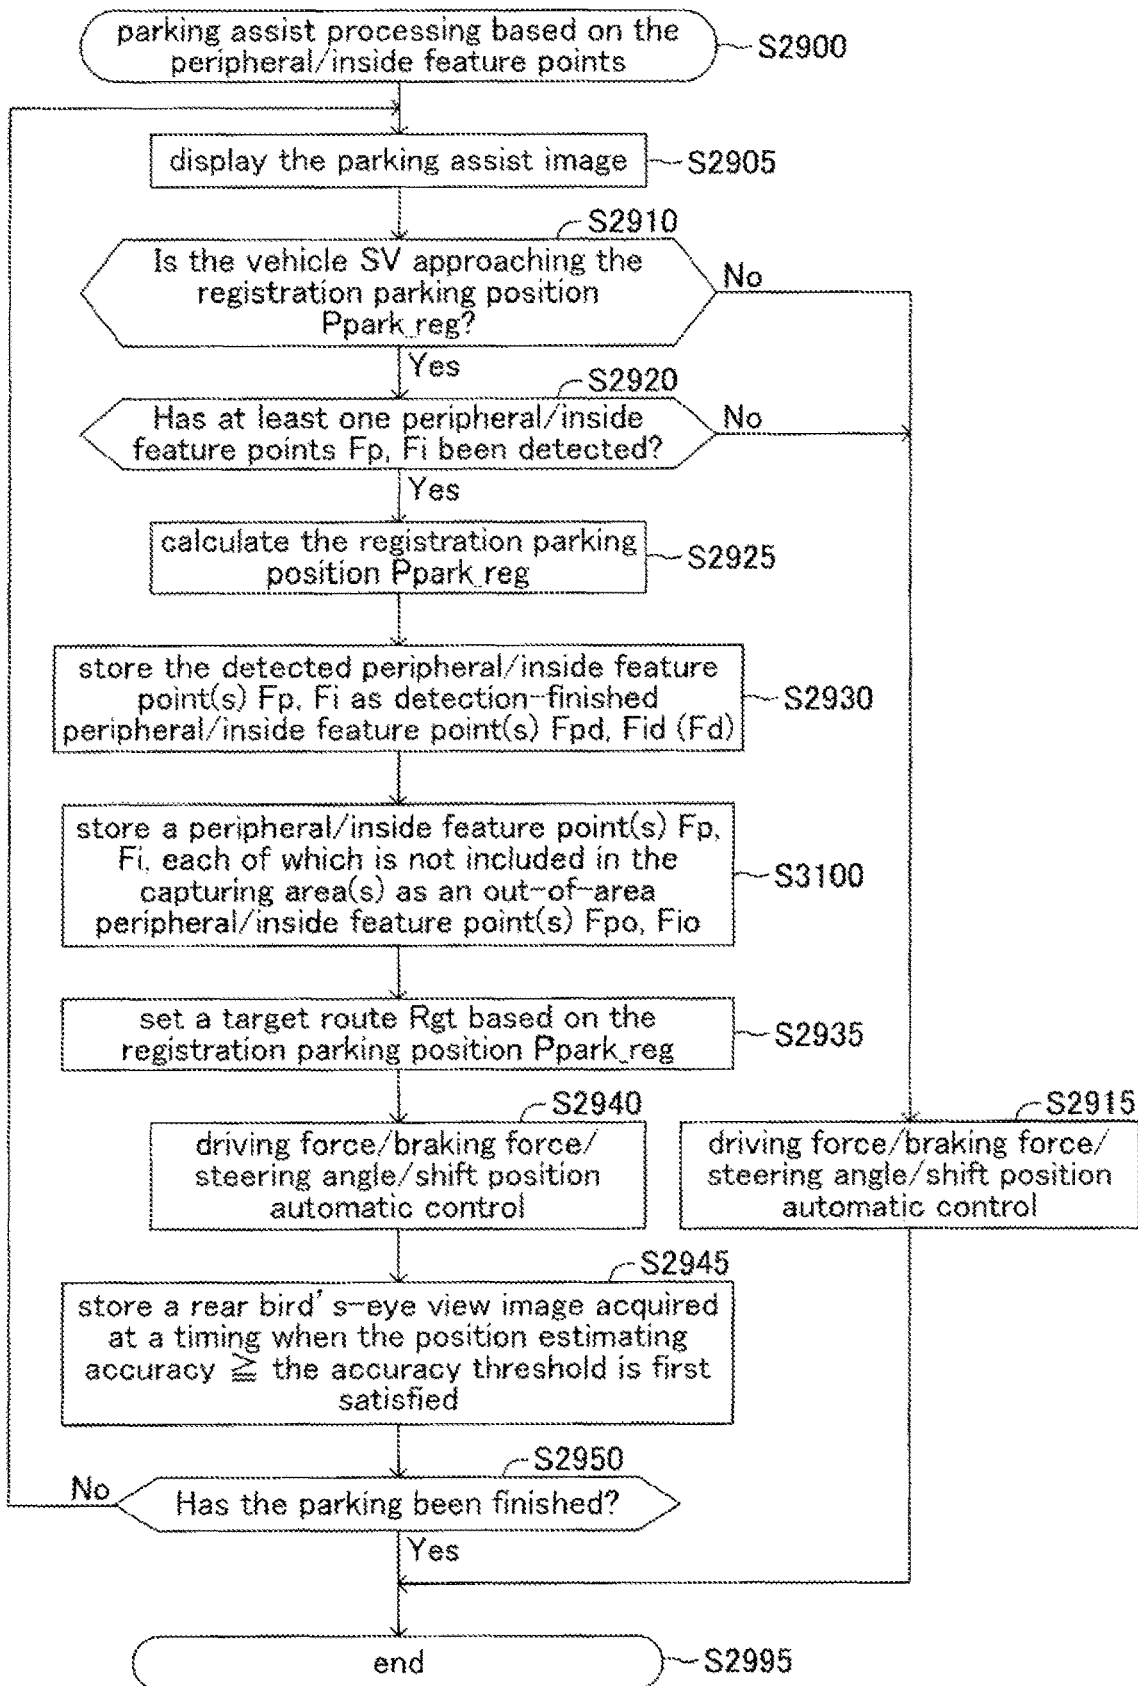 parking assist processing based on the
peripheral/inside feature points
S2900
display the parking assist image
S2905
S2910
Is the vehicle SV approaching the
registration parking position
Ppark_reg?
No
Yes
S2920
Has at least one peripheral/inside
feature points Fp, Fi been detected?
No
Yes
calculate the registration parking
position Ppark_reg
S2925
store the detected peripheral/inside feature
point(s) Fp, Fi as detection-finished
peripheral/inside feature point(s) Fpd, Fid (Fd)
S2930
store a peripheral/inside feature point(s) Fp,
Fi, each of which is not included in the
capturing area(s) as an out-of-area
peripheral/inside feature point(s) Fpo, Fio
S3100
set a target route Rgt based on the
registration parking position Ppark_reg
S2935
S2940
driving force/braking force/
steering angle/shift position
automatic control
S2915
driving force/braking force/
steering angle/shift position
automatic control
S2945
store a rear bird's-eye view image acquired
at a timing when the position estimating
accuracy ≧ the accuracy threshold is first
satisfied
S2950
Has the parking been finished?
No
Yes
end
S2995